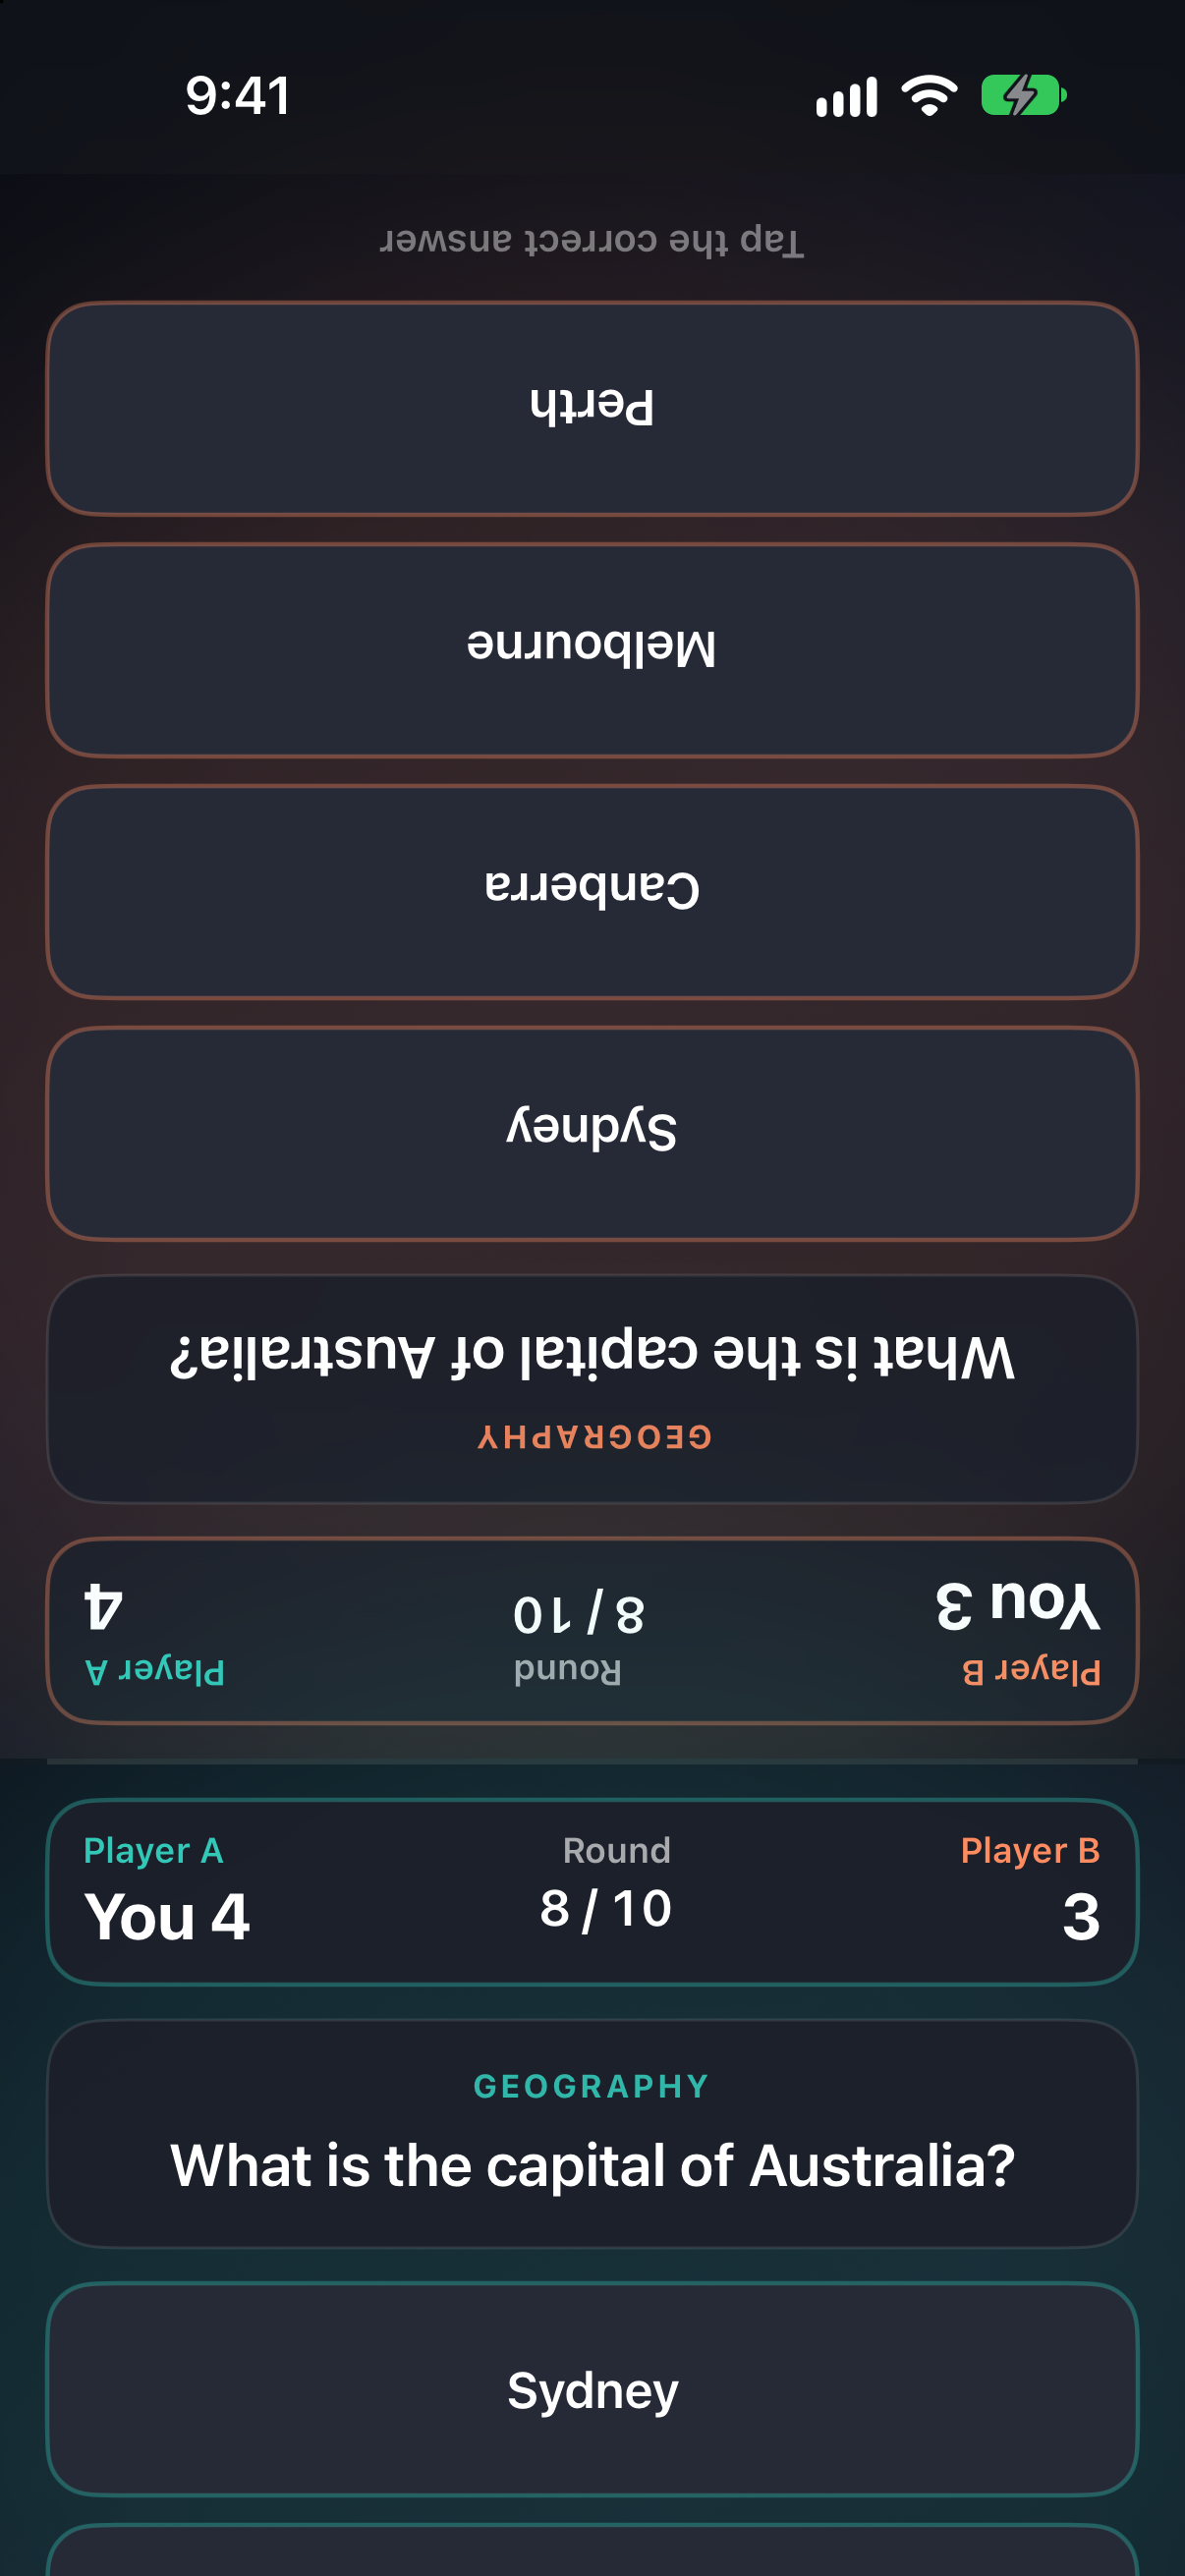 9:41
Tap the correct answer
Perth
Melbourne
Canberra
Sydney
What is the capital of Australia?
GEOGRAPHY
You 3 8 / 10 4
Player B Round Player A
Player A Round Player B
You 4 8 / 10 3
GEOGRAPHY
What is the capital of Australia?
Sydney